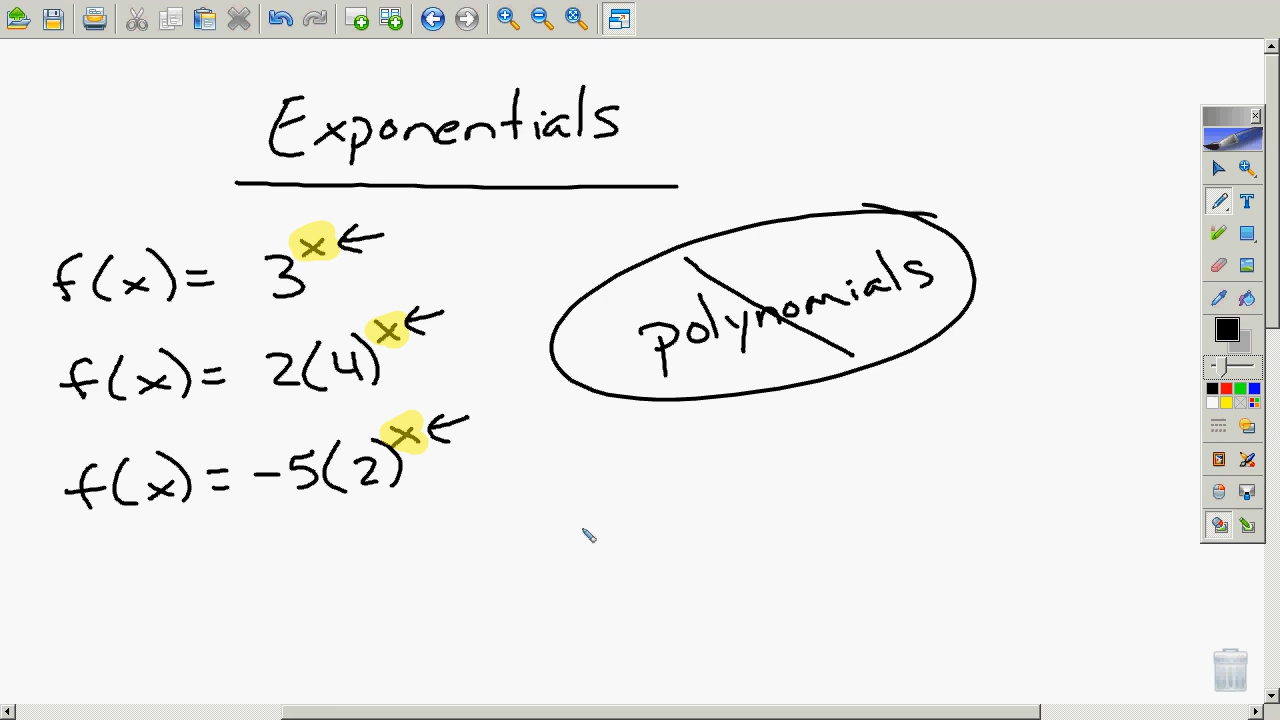 Exponentials
f(x) = 3^x ←
f(x) = 2(4)^x ←
f(x) = -5(2)^x ←
polynomials
T